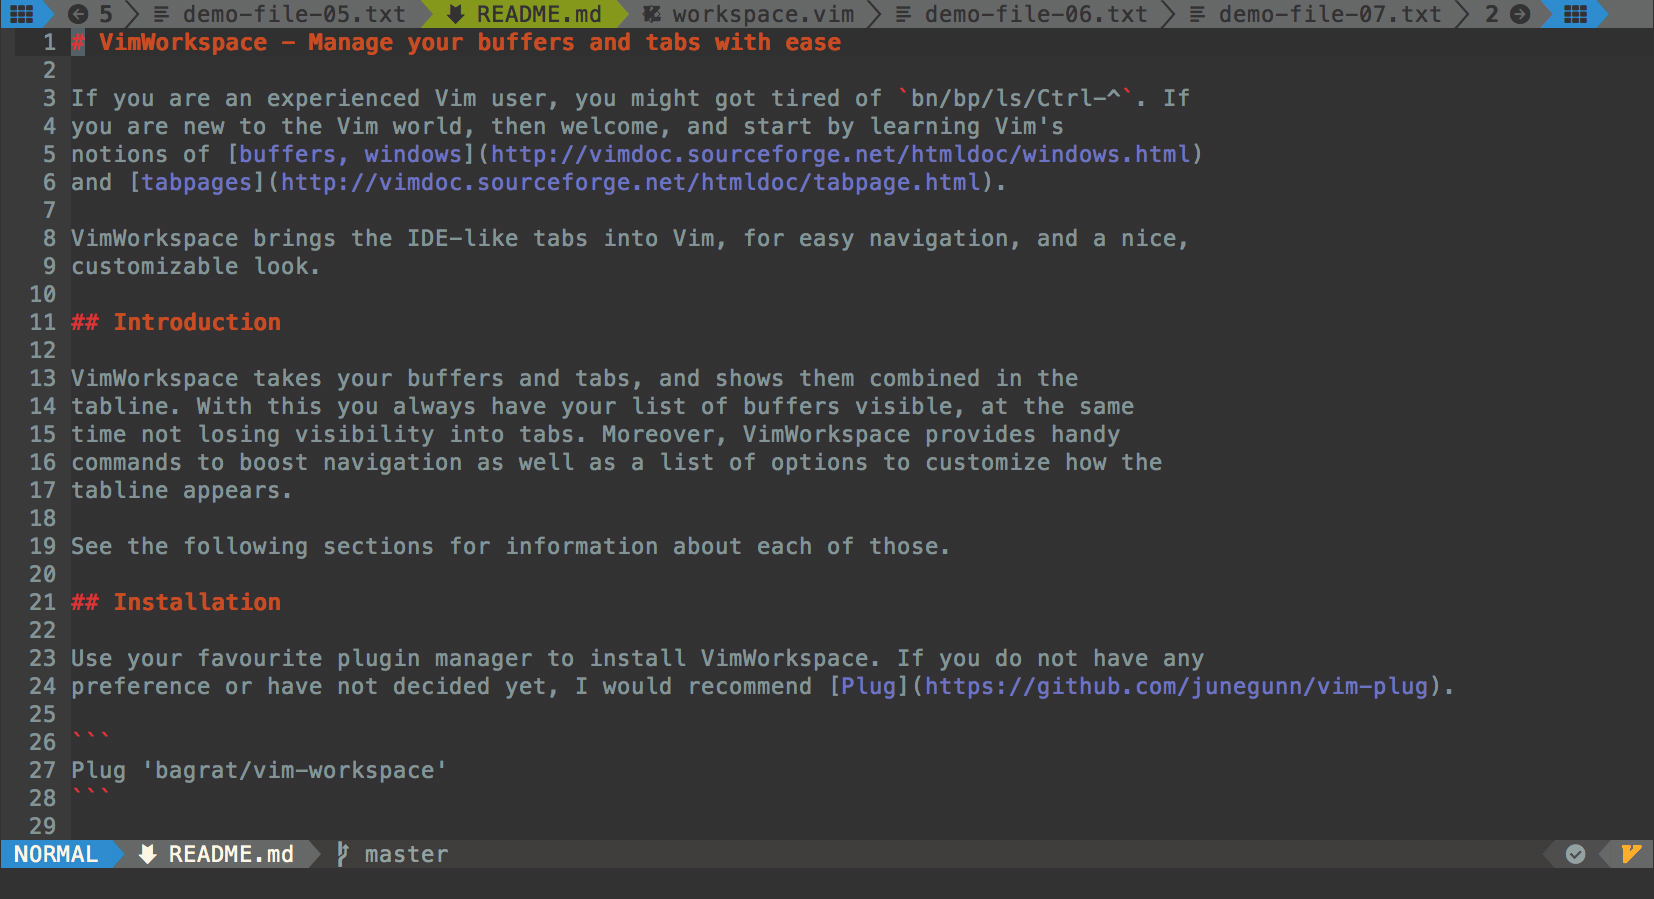 5 demo-file-05.txt README.md workspace.vim demo-file-06.txt demo-file-07.txt 2
1 # VimWorkspace - Manage your buffers and tabs with ease
2
3 If you are an experienced Vim user, you might got tired of `bn/bp/ls/Ctrl-^`. If
4 you are new to the Vim world, then welcome, and start by learning Vim's
5 notions of [buffers, windows](http://vimdoc.sourceforge.net/htmldoc/windows.html)
6 and [tabpages](http://vimdoc.sourceforge.net/htmldoc/tabpage.html).
7
8 VimWorkspace brings the IDE-like tabs into Vim, for easy navigation, and a nice,
9 customizable look.
10
11 ## Introduction
12
13 VimWorkspace takes your buffers and tabs, and shows them combined in the
14 tabline. With this you always have your list of buffers visible, at the same
15 time not losing visibility into tabs. Moreover, VimWorkspace provides handy
16 commands to boost navigation as well as a list of options to customize how the
17 tabline appears.
18
19 See the following sections for information about each of those.
20
21 ## Installation
22
23 Use your favourite plugin manager to install VimWorkspace. If you do not have any
24 preference or have not decided yet, I would recommend [Plug](https://github.com/junegunn/vim-plug).
25
26 ```
27 Plug 'bagrat/vim-workspace'
28 ```
29
NORMAL README.md master